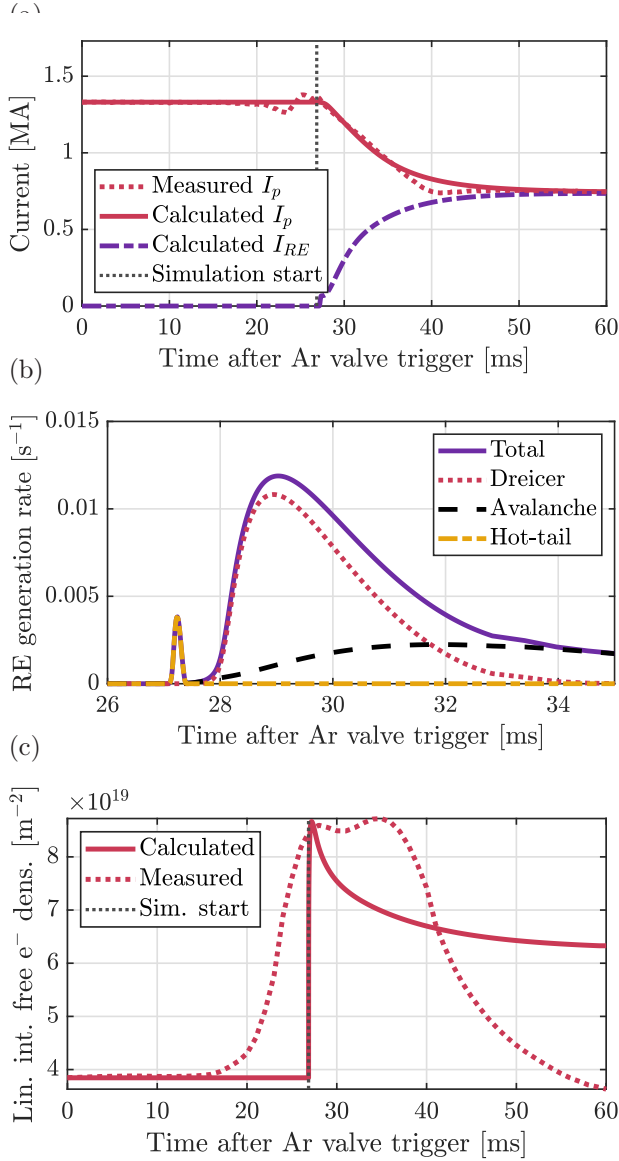 (a)
1.5
1
0.5
0
Current [MA]
Measured I_p
Calculated I_p
Calculated I_{RE}
Simulation start
0 10 20 30 40 50 60
Time after Ar valve trigger [ms]
(b)
0.015
0.01
0.005
0
RE generation rate [s⁻¹]
Total
Dreicer
Avalanche
Hot-tail
26 28 30 32 34
Time after Ar valve trigger [ms]
(c)
×10¹⁹
8
7
6
5
4
Lin. int. free e⁻ dens. [m⁻²]
Calculated
Measured
Sim. start
0 10 20 30 40 50 60
Time after Ar valve trigger [ms]